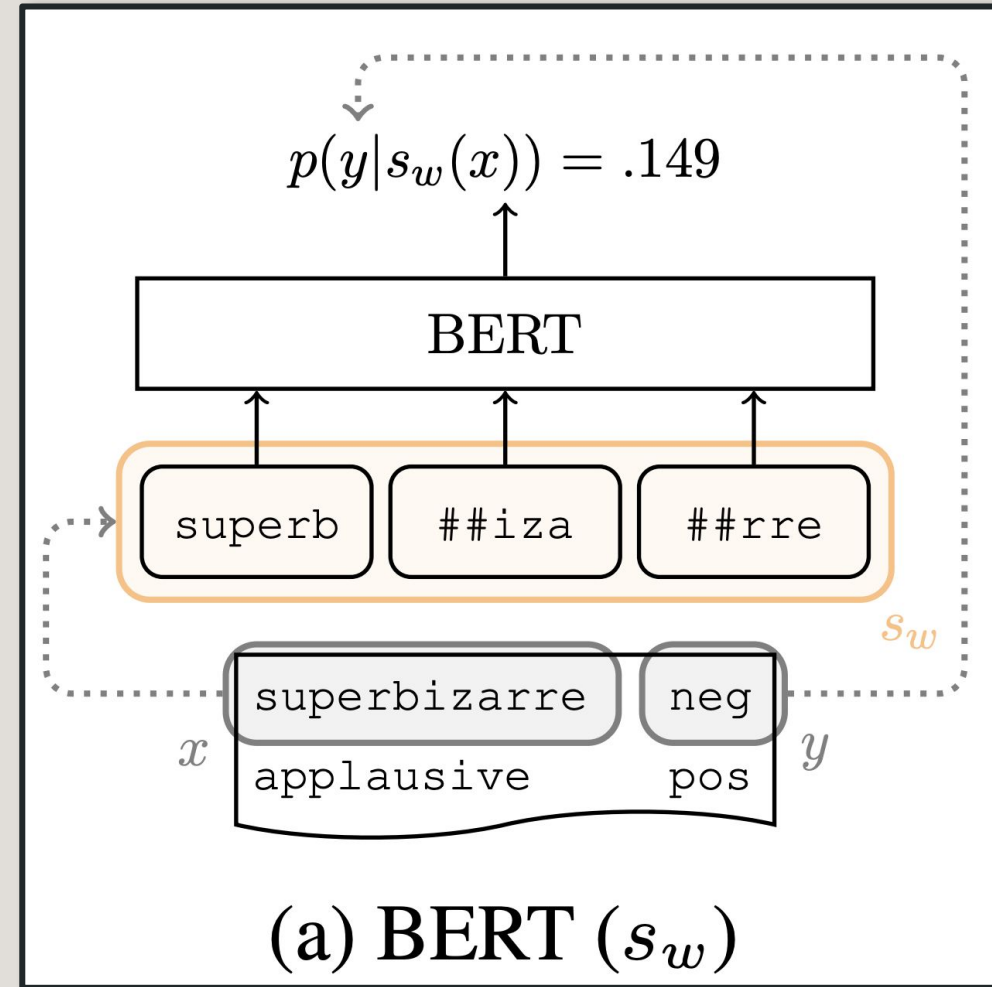 p(y|s_w(x)) = .149
BERT
superb ##iza ##rre
s_w
superbizarre neg
x y
applausive pos
(a) BERT (s_w)